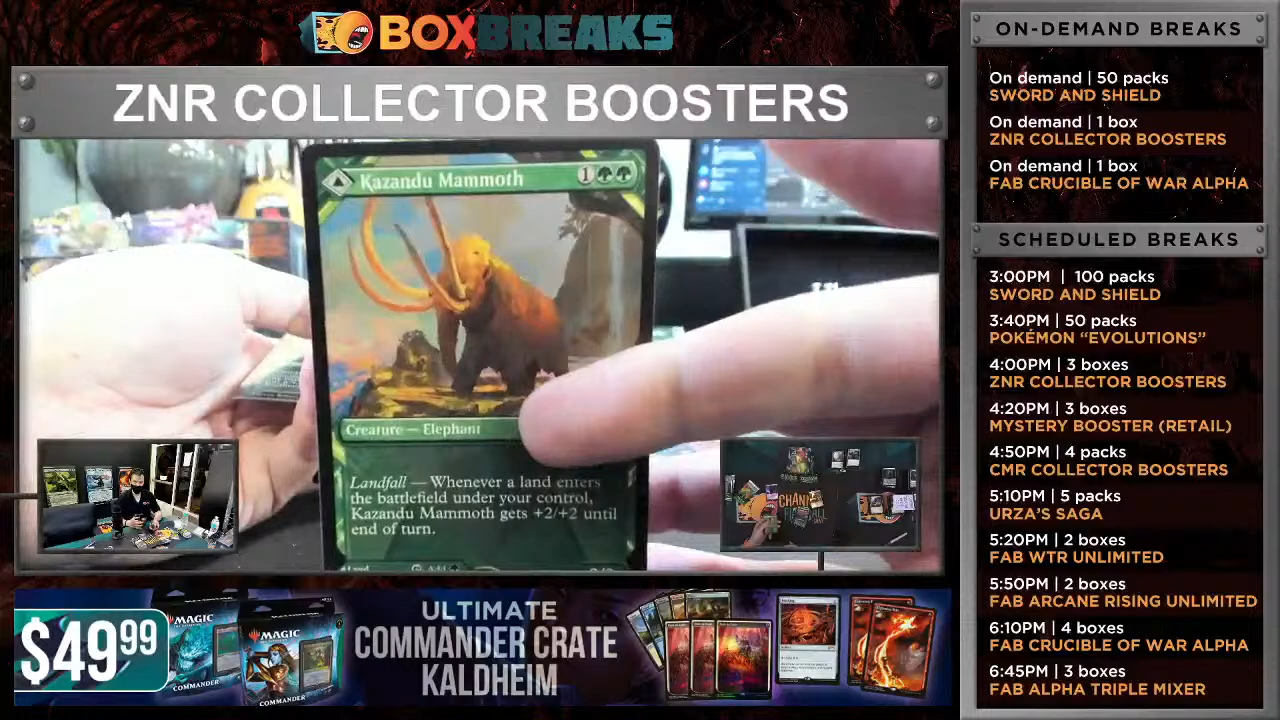 BOXBREAKS
ZNR COLLECTOR BOOSTERS
Kazandu Mammoth
1
Creature — Elephant
Landfall — Whenever a land enters
the battlefield under your control,
Kazandu Mammoth gets +2/+2 until
end of turn.
CHANN
$49.99
MAGIC
COMMANDER
MAGIC
COMMANDER
ULTIMATE
COMMANDER CRATE
KALDHEIM
ON-DEMAND BREAKS
On demand | 50 packs
SWORD AND SHIELD
On demand | 1 box
ZNR COLLECTOR BOOSTERS
On demand | 1 box
FAB CRUCIBLE OF WAR ALPHA
SCHEDULED BREAKS
3:00PM | 100 packs
SWORD AND SHIELD
3:40PM | 50 packs
POKÉMON “EVOLUTIONS”
4:00PM | 3 boxes
ZNR COLLECTOR BOOSTERS
4:20PM | 3 boxes
MYSTERY BOOSTER (RETAIL)
4:50PM | 4 packs
CMR COLLECTOR BOOSTERS
5:10PM | 5 packs
URZA’S SAGA
5:20PM | 2 boxes
FAB WTR UNLIMITED
5:50PM | 2 boxes
FAB ARCANE RISING UNLIMITED
6:10PM | 4 boxes
FAB CRUCIBLE OF WAR ALPHA
6:45PM | 3 boxes
FAB ALPHA TRIPLE MIXER